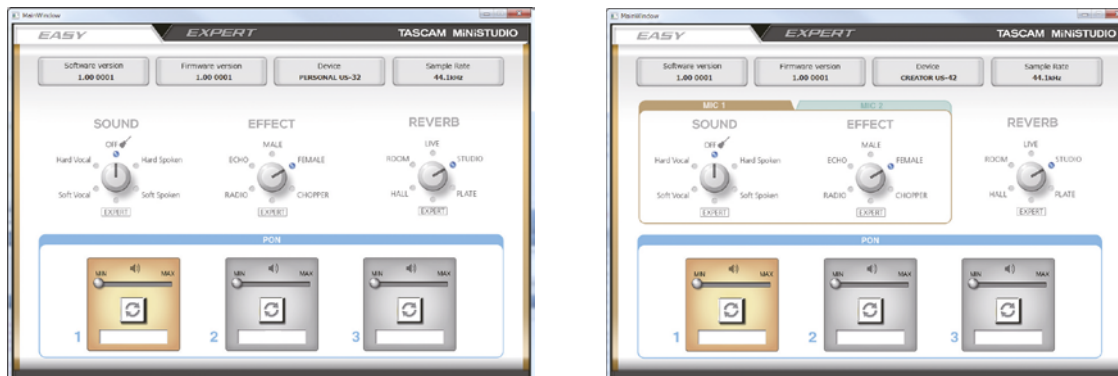 MainWindow
EASY EXPERT TASCAM MiNiSTUDIO
Software version Firmware version Device Sample Rate
1.00 0001 1.00 0001 PERSONAL US-32 44.1kHz
SOUND EFFECT REVERB
OFF MALE LIVE
Hard Vocal Hard Spoken ECHO FEMALE ROOM STUDIO
Soft Vocal Soft Spoken RADIO CHOPPER HALL PLATE
EXPERT EXPERT EXPERT
PON
MIN MAX MIN MAX MIN MAX
1 2 3
MainWindow
EASY EXPERT TASCAM MiNiSTUDIO
Software version Firmware version Device Sample Rate
1.00 0001 1.00 0001 CREATOR US-42 44.1kHz
MIC 1 MIC 2
SOUND EFFECT REVERB
OFF MALE LIVE
Hard Vocal Hard Spoken ECHO FEMALE ROOM STUDIO
Soft Vocal Soft Spoken RADIO CHOPPER HALL PLATE
EXPERT EXPERT EXPERT
PON
MIN MAX MIN MAX MIN MAX
1 2 3